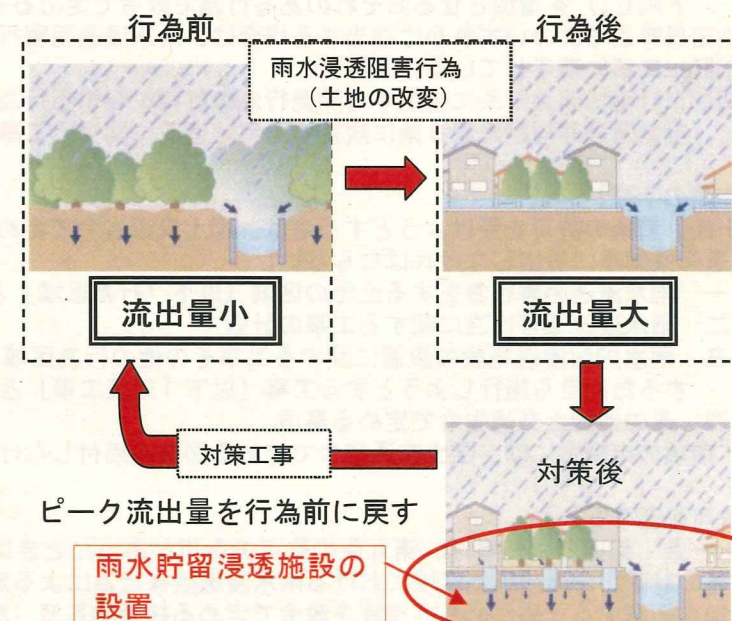 行為前
行為後
雨水浸透阻害行為
(土地の改変)
流出量小
流出量大
対策工事
対策後
ピーク流出量を行為前に戻す
雨水貯留浸透施設の
設置